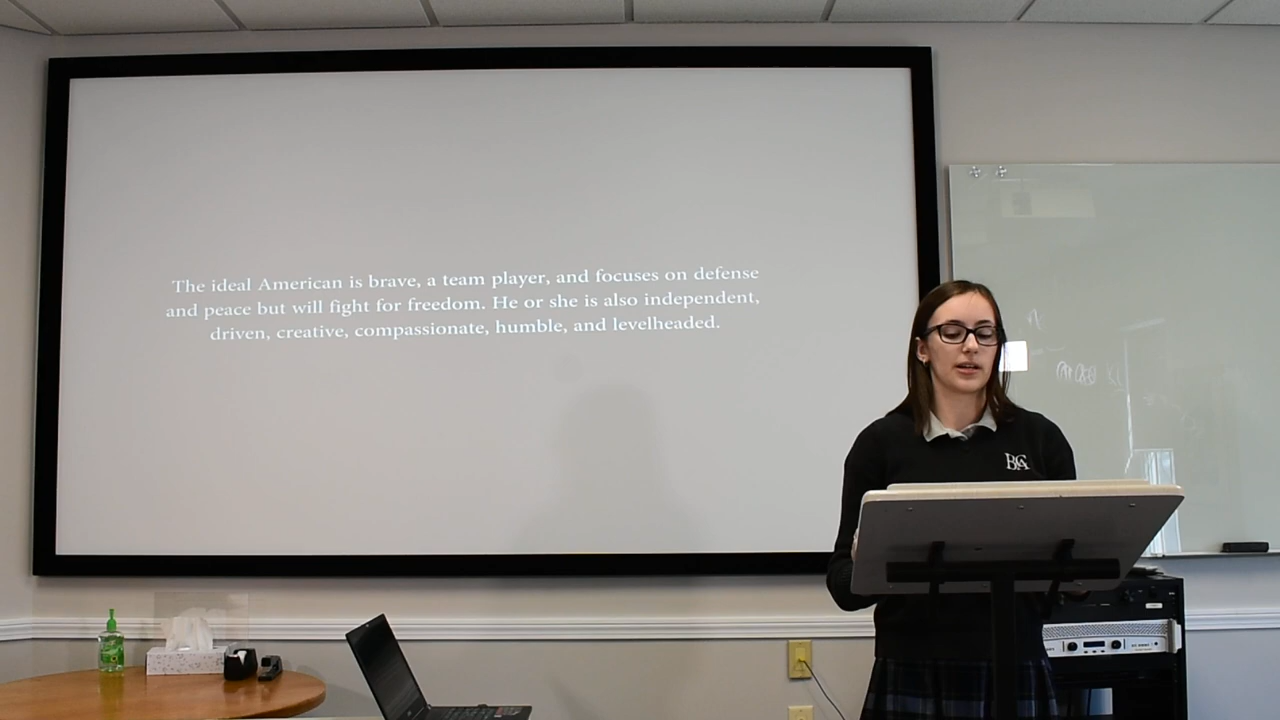 The ideal American is brave, a team player, and focuses on defense
and peace but will fight for freedom. He or she is also independent,
driven, creative, compassionate, humble, and levelheaded.
BCA